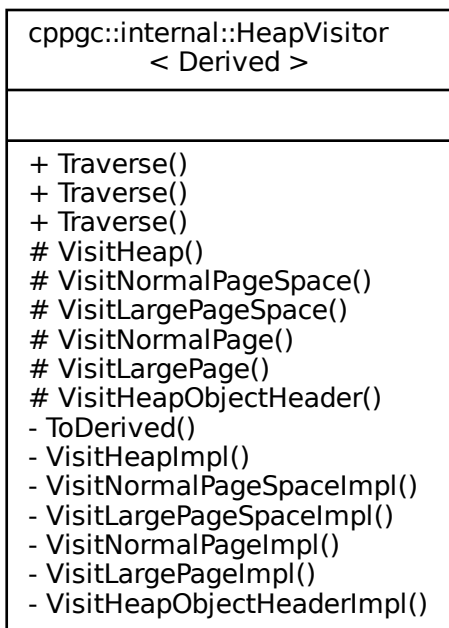 cppgc::internal::HeapVisitor
< Derived >
+ Traverse()
+ Traverse()
+ Traverse()
# VisitHeap()
# VisitNormalPageSpace()
# VisitLargePageSpace()
# VisitNormalPage()
# VisitLargePage()
# VisitHeapObjectHeader()
- ToDerived()
- VisitHeapImpl()
- VisitNormalPageSpaceImpl()
- VisitLargePageSpaceImpl()
- VisitNormalPageImpl()
- VisitLargePageImpl()
- VisitHeapObjectHeaderImpl()